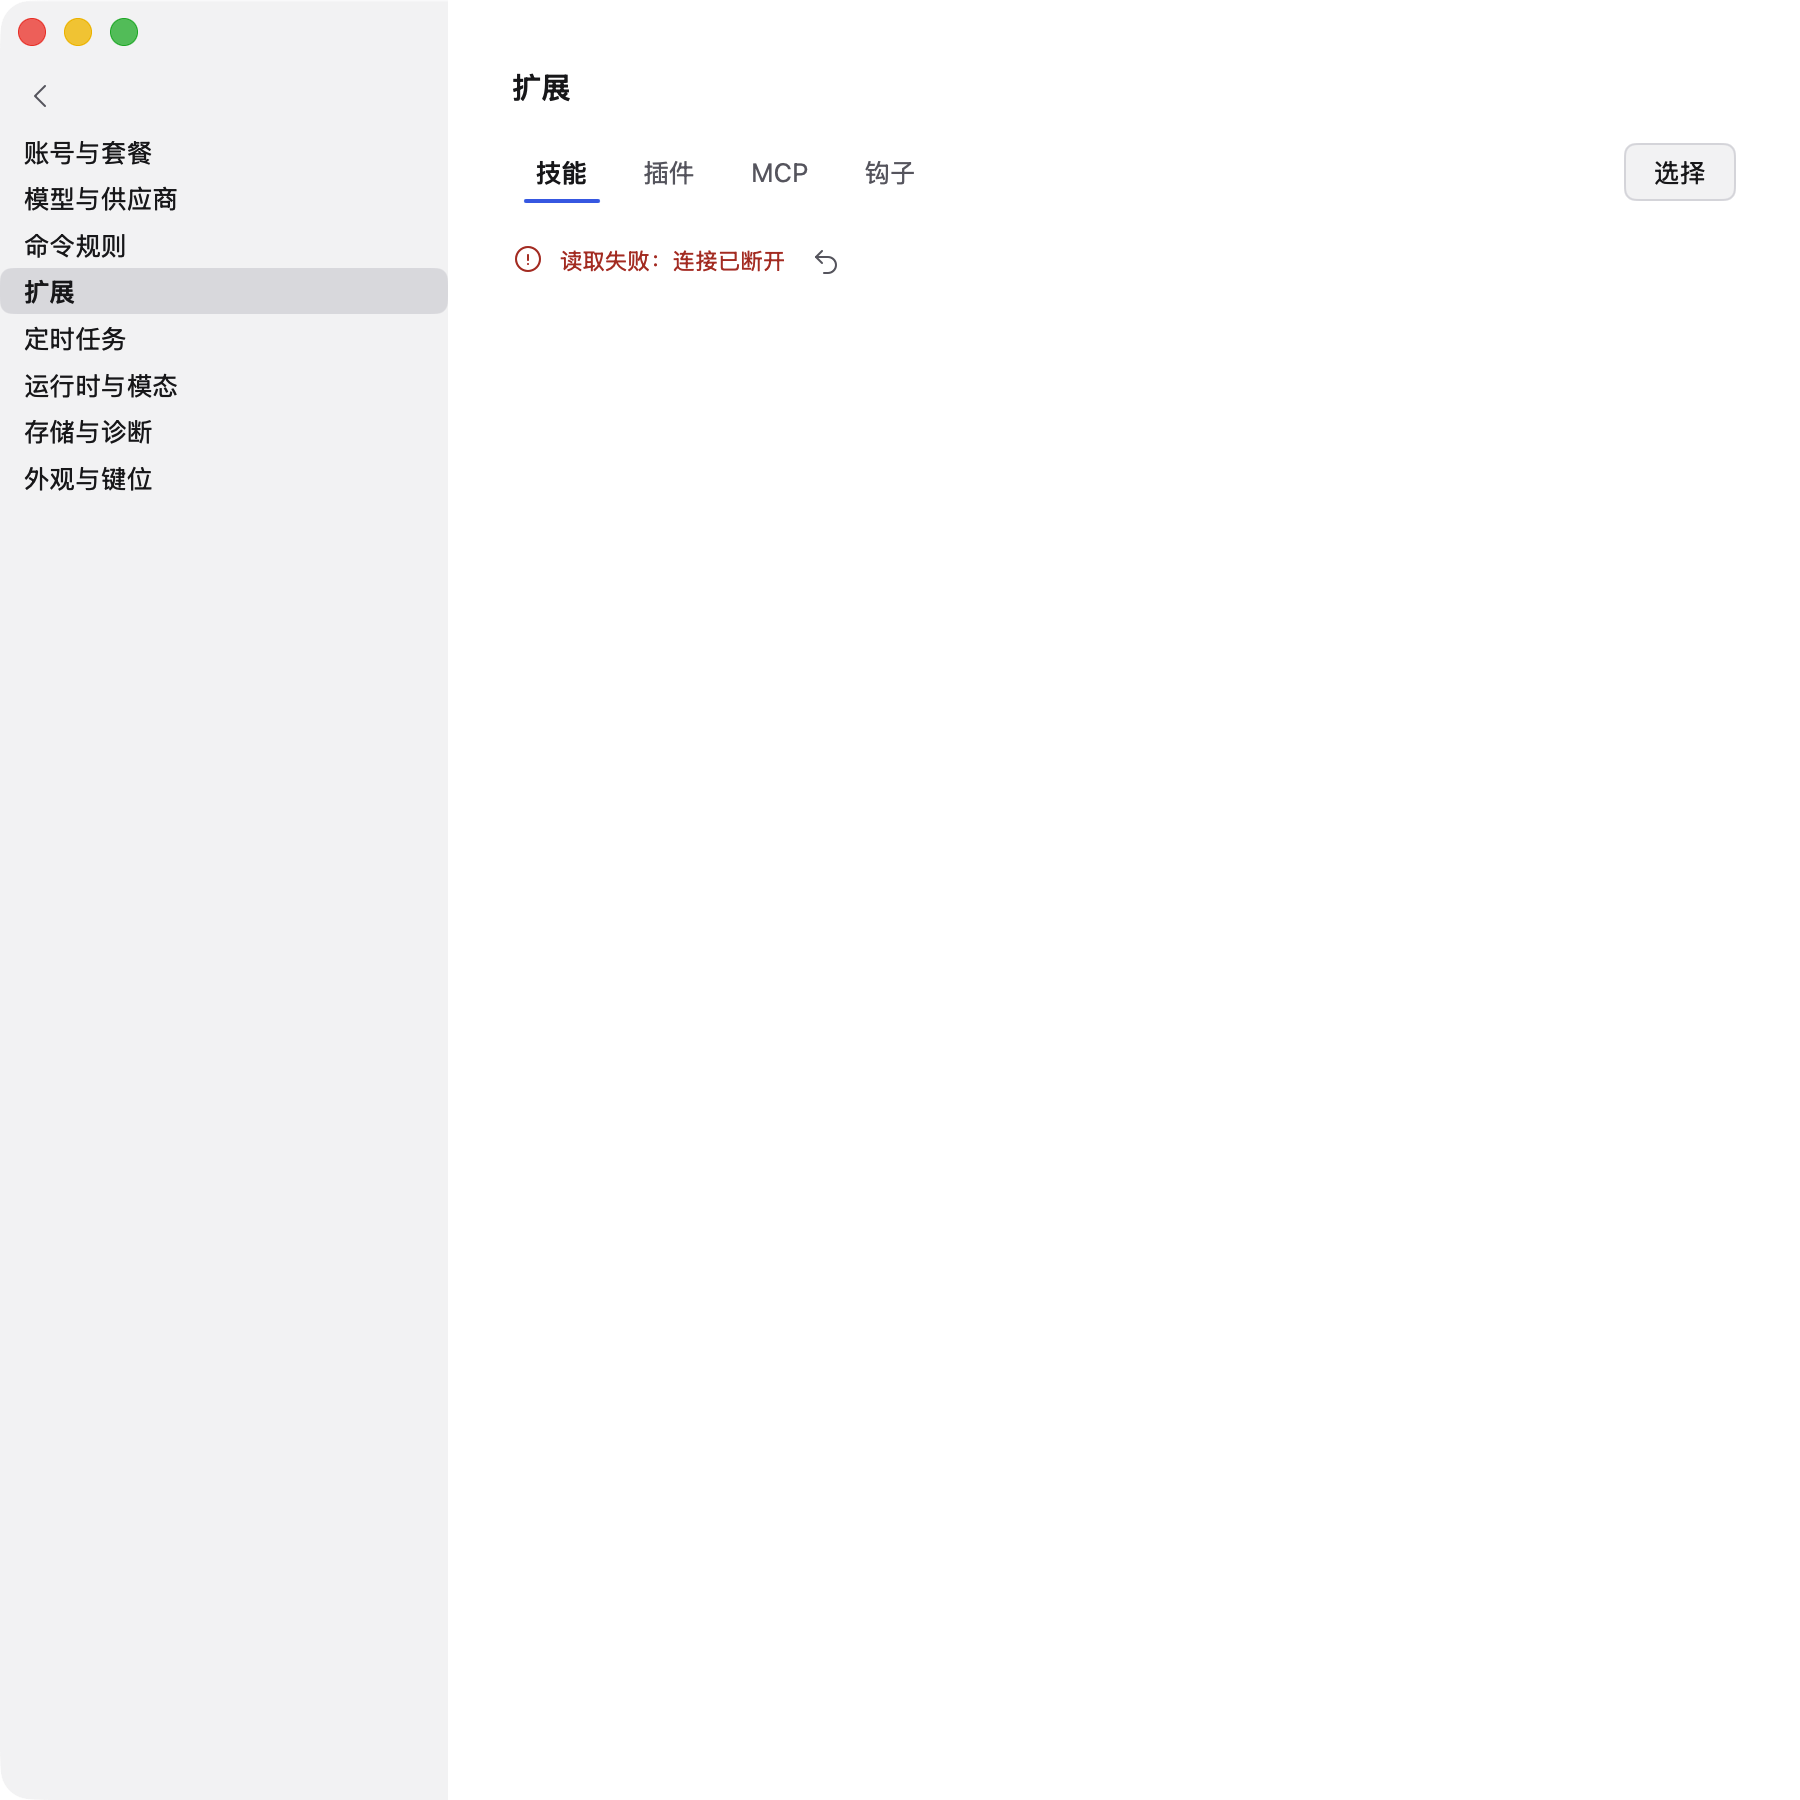 账号与套餐
模型与供应商
命令规则
扩展
定时任务
运行时与模态
存储与诊断
外观与键位
扩展
技能 插件 MCP 钩子 选择
读取失败：连接已断开